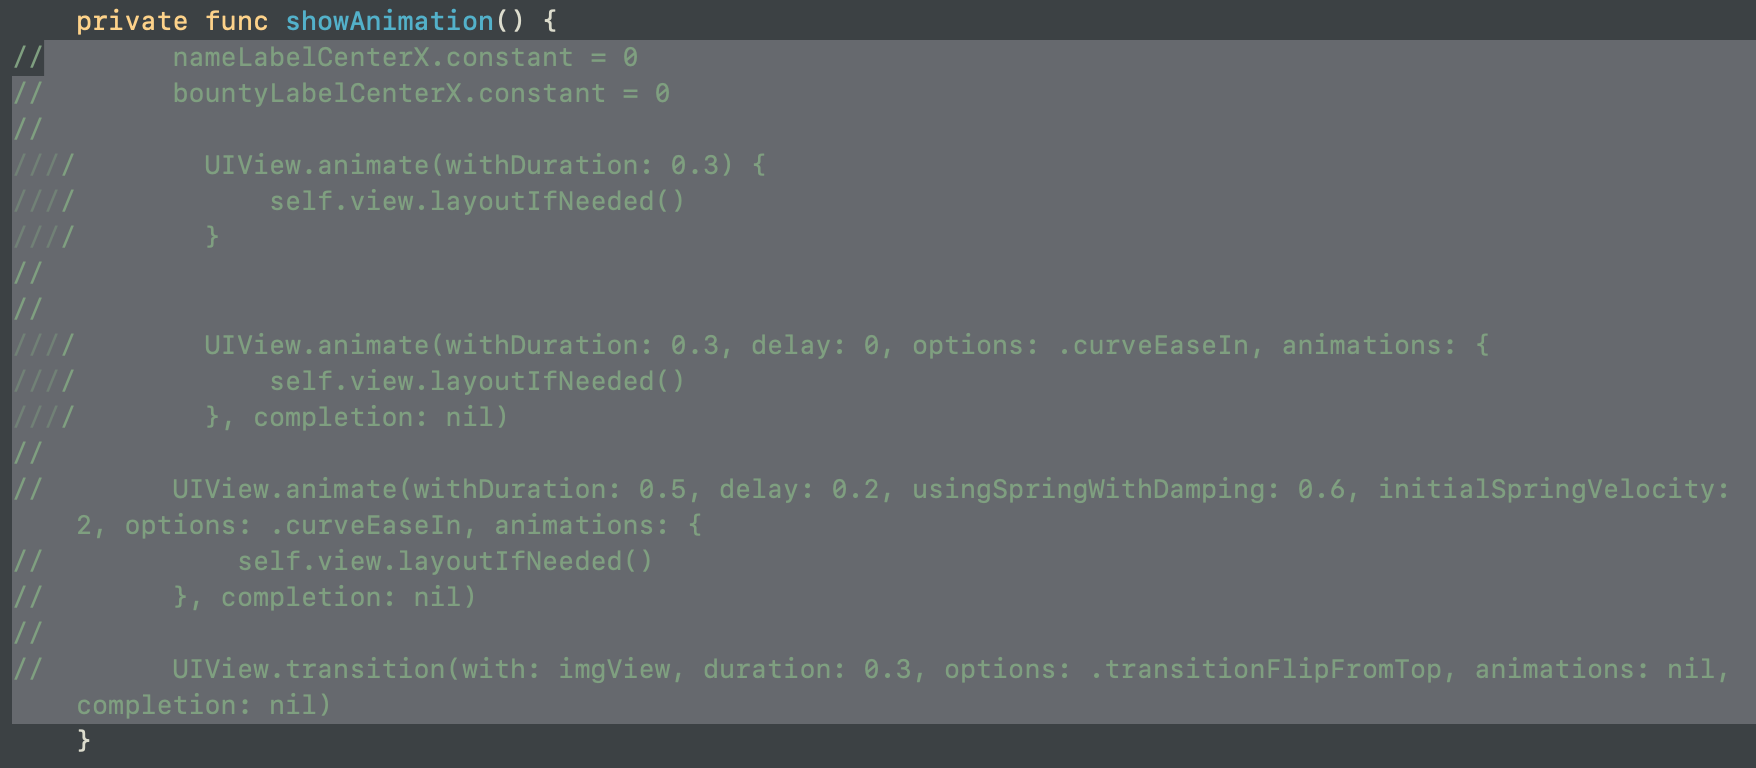 private func showAnimation() {
//        nameLabelCenterX.constant = 0
//        bountyLabelCenterX.constant = 0
//
////        UIView.animate(withDuration: 0.3) {
////            self.view.layoutIfNeeded()
////        }
//
//
////        UIView.animate(withDuration: 0.3, delay: 0, options: .curveEaseIn, animations: {
////            self.view.layoutIfNeeded()
////        }, completion: nil)
//
//        UIView.animate(withDuration: 0.5, delay: 0.2, usingSpringWithDamping: 0.6, initialSpringVelocity:
2, options: .curveEaseIn, animations: {
//            self.view.layoutIfNeeded()
//        }, completion: nil)
//
//        UIView.transition(with: imgView, duration: 0.3, options: .transitionFlipFromTop, animations: nil,
completion: nil)
}